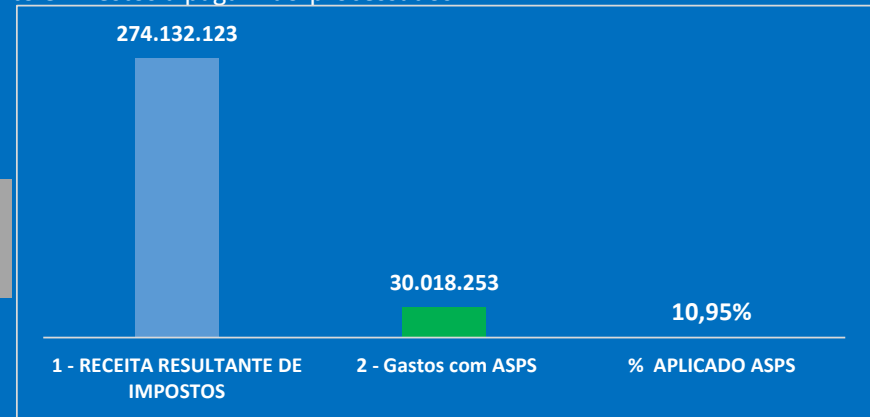 274.132.123
30.018.253
10,95%
1 - RECEITA RESULTANTE DE
IMPOSTOS
2 - Gastos com ASPS
% APLICADO ASPS